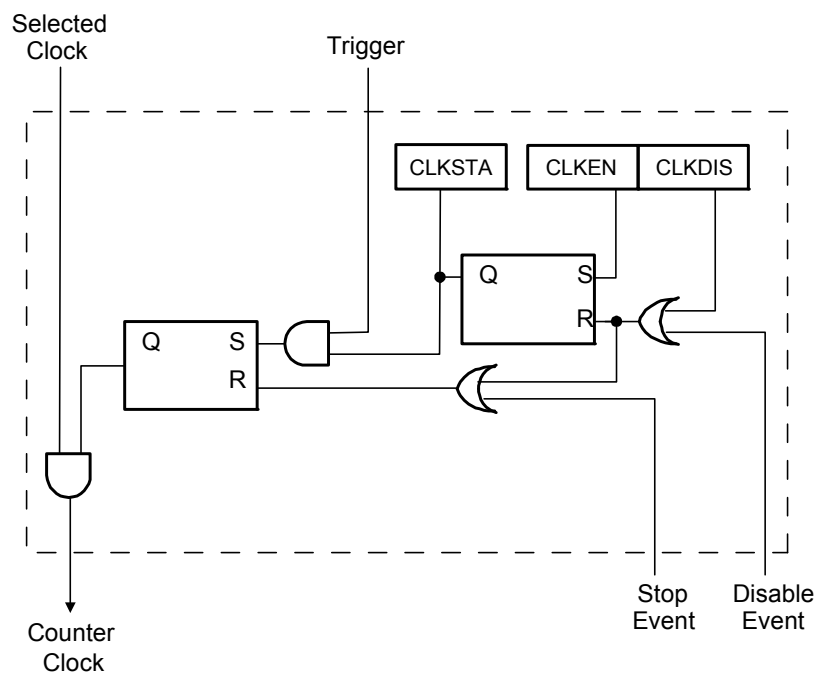 Selected
Clock
Trigger
CLKSTA
CLKEN
CLKDIS
Q
S
R
Q
S
R
Stop
Event
Disable
Event
Counter
Clock